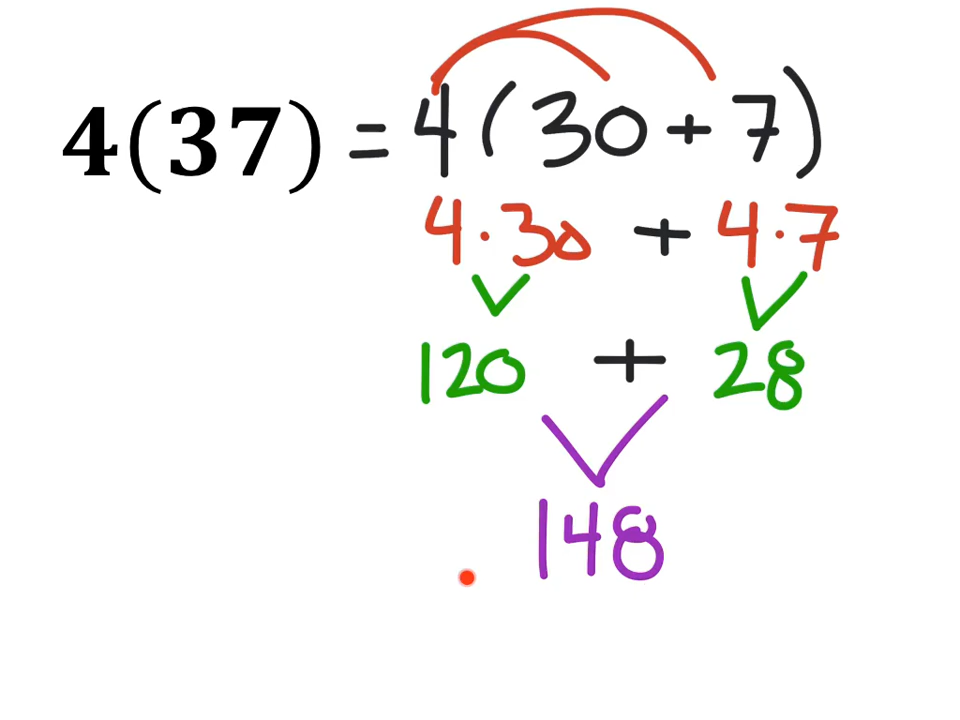 4(37) = 4(30 + 7)
4·30 + 4·7
120 + 28
148